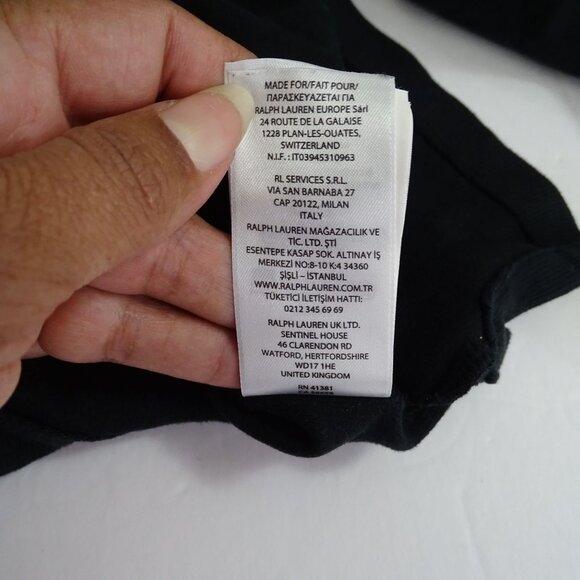 MADE FOR/FAIT POUR/
ΠΑΡΑΣΚΕΥΑΖΕΤΑΙ ΓΙΑ
RALPH LAUREN EUROPE Sàrl
24 ROUTE DE LA GALAISE
1228 PLAN-LES-OUATES,
SWITZERLAND
N.I.F. : IT03945310963
RL SERVICES S.R.L.
VIA SAN BARNABA 27
CAP 20122, MILAN
ITALY
RALPH LAUREN MAĞAZACILIK VE
TİC. LTD. ŞTİ
ESENTEPE KASAP SOK. ALTINAY İŞ
MERKEZİ NO:8-10 K:4 34360
ŞİŞLİ – İSTANBUL
WWW.RALPHLAUREN.COM.TR
TÜKETİCİ İLETİŞİM HATTI:
0212 345 69 69
RALPH LAUREN UK LTD.
SENTINEL HOUSE
46 CLARENDON RD
WATFORD, HERTFORDSHIRE
WD17 1HE
UNITED KINGDOM
RN 41381